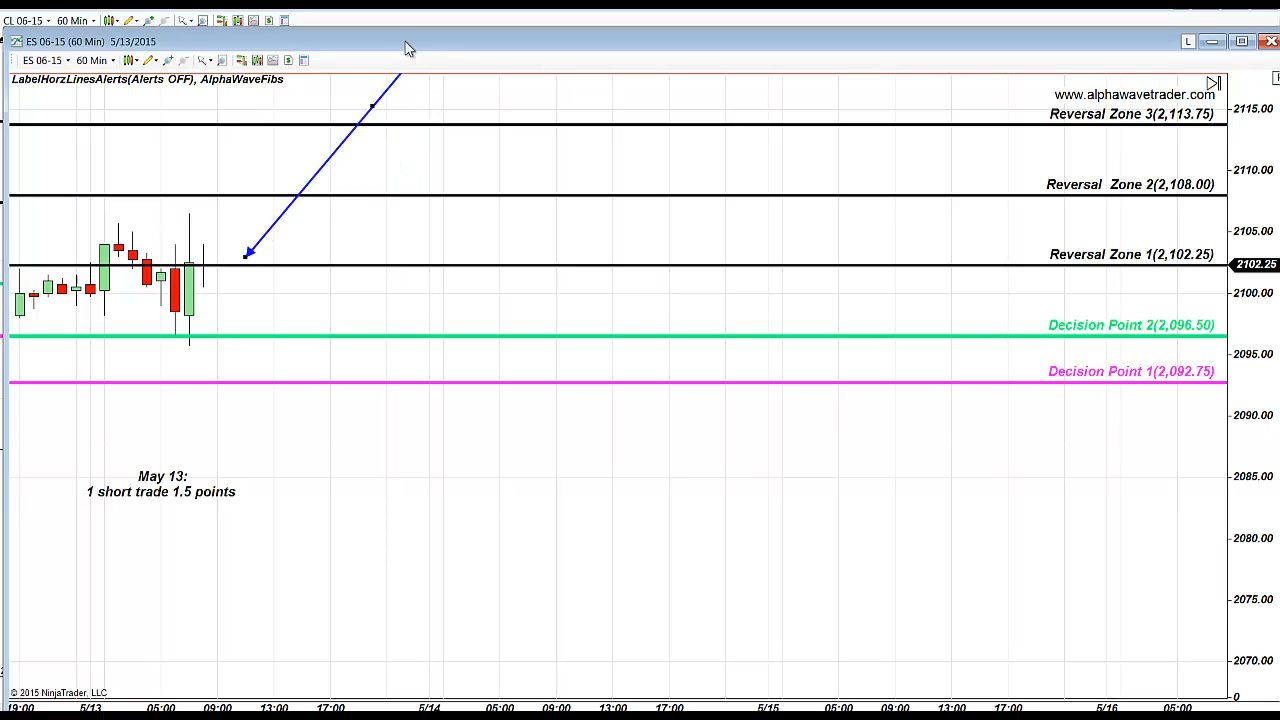 CL 06-15 60 Min
ES 06-15 (60 Min) 5/13/2015
L
ES 06-15 60 Min
LabelHorzLinesAlerts(Alerts OFF), AlphaWaveFibs
www.alphawavetrader.com
Reversal Zone 3(2,113.75)
Reversal Zone 2(2,108.00)
Reversal Zone 1(2,102.25)
Decision Point 2(2,096.50)
Decision Point 1(2,092.75)
2115.00
2110.00
2105.00
2102.25
2100.00
2095.00
2090.00
2085.00
2080.00
2075.00
2070.00
0
May 13:
1 short trade 1.5 points
© 2015 NinjaTrader, LLC
19:00 5/13 05:00 09:00 13:00 17:00 5/14 05:00 09:00 13:00 17:00 5/15 05:00 09:00 13:00 17:00 5/16 05:00